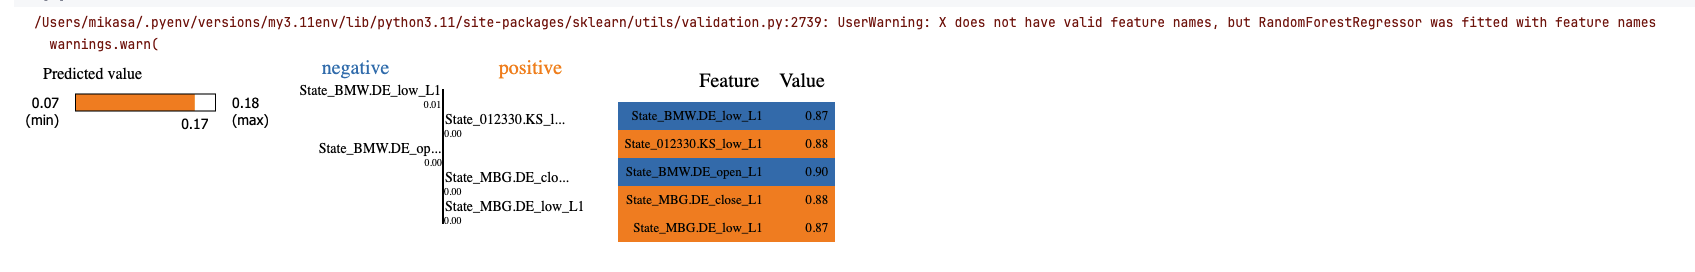 /Users/mikasa/.pyenv/versions/my3.11env/lib/python3.11/site-packages/sklearn/utils/validation.py:2739: UserWarning: X does not have valid feature names, but RandomForestRegressor was fitted with feature names
warnings.warn(
Predicted value
0.07
(min)
0.17
0.18
(max)
negative
positive
State_BMW.DE_low_L1
0.01
State_012330.KS_l...
0.00
State_BMW.DE_op...
0.00
State_MBG.DE_clo...
0.00
State_MBG.DE_low_L1
0.00
Feature Value
State_BMW.DE_low_L1 0.87
State_012330.KS_low_L1 0.88
State_BMW.DE_open_L1 0.90
State_MBG.DE_close_L1 0.88
State_MBG.DE_low_L1 0.87